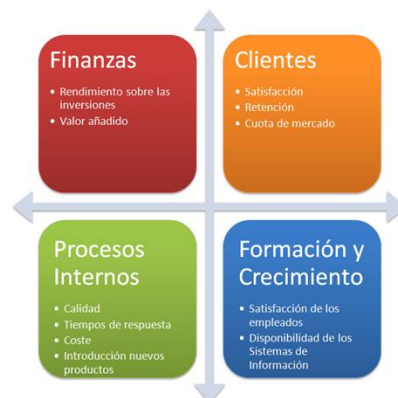 Finanzas
• Rendimiento sobre las
inversiones
• Valor añadido
Clientes
• Satisfacción
• Retención
• Cuota de mercado
Procesos
Internos
• Calidad
• Tiempos de respuesta
• Coste
• Introducción nuevos
productos
Formación y
Crecimiento
• Satisfacción de los
empleados
• Disponibilidad de los
Sistemas de
Información